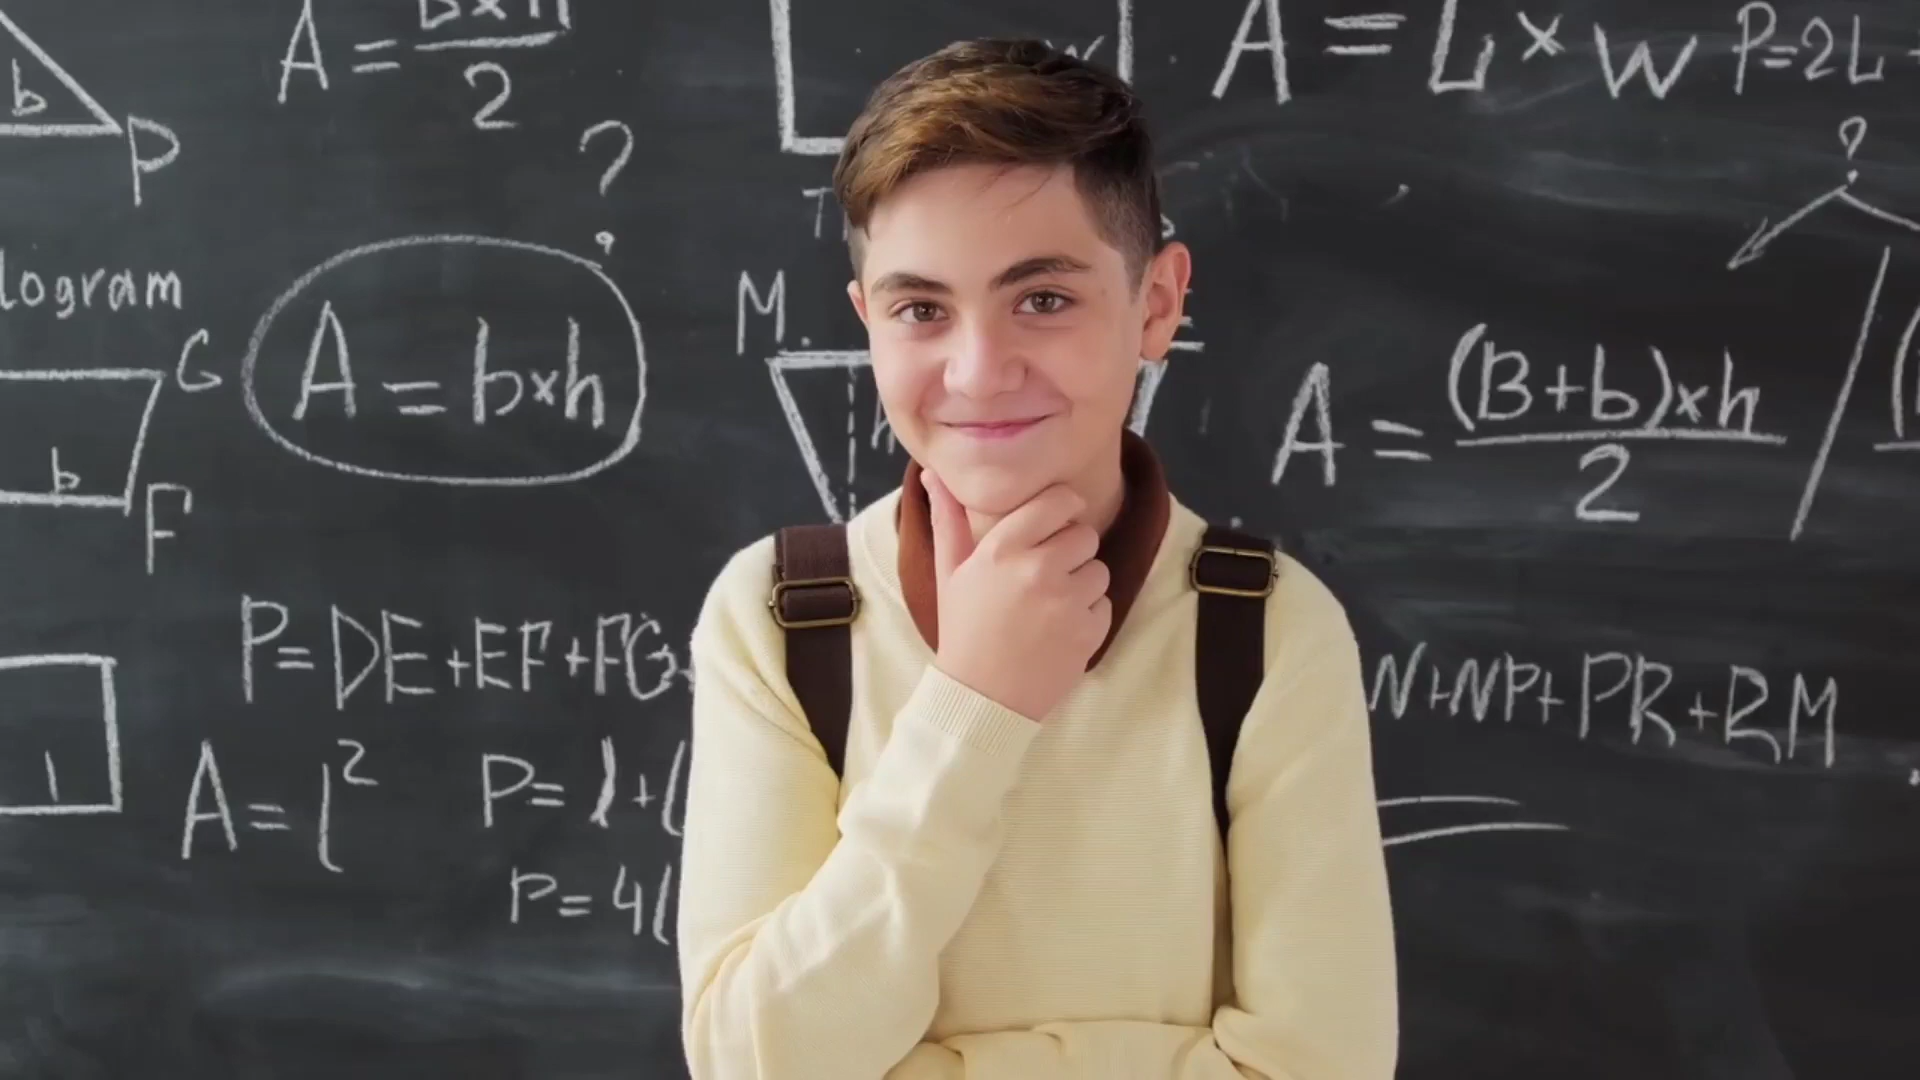 b
P
A = b×h
2
?
w
A = L×W
P=2L
?
logram
G
b
F
A = b×h
M.
A = (B+b)×h
2
P=DE+EF+FG
N+NP+PR+RM
l
A=l²
P=l+l
P=4l